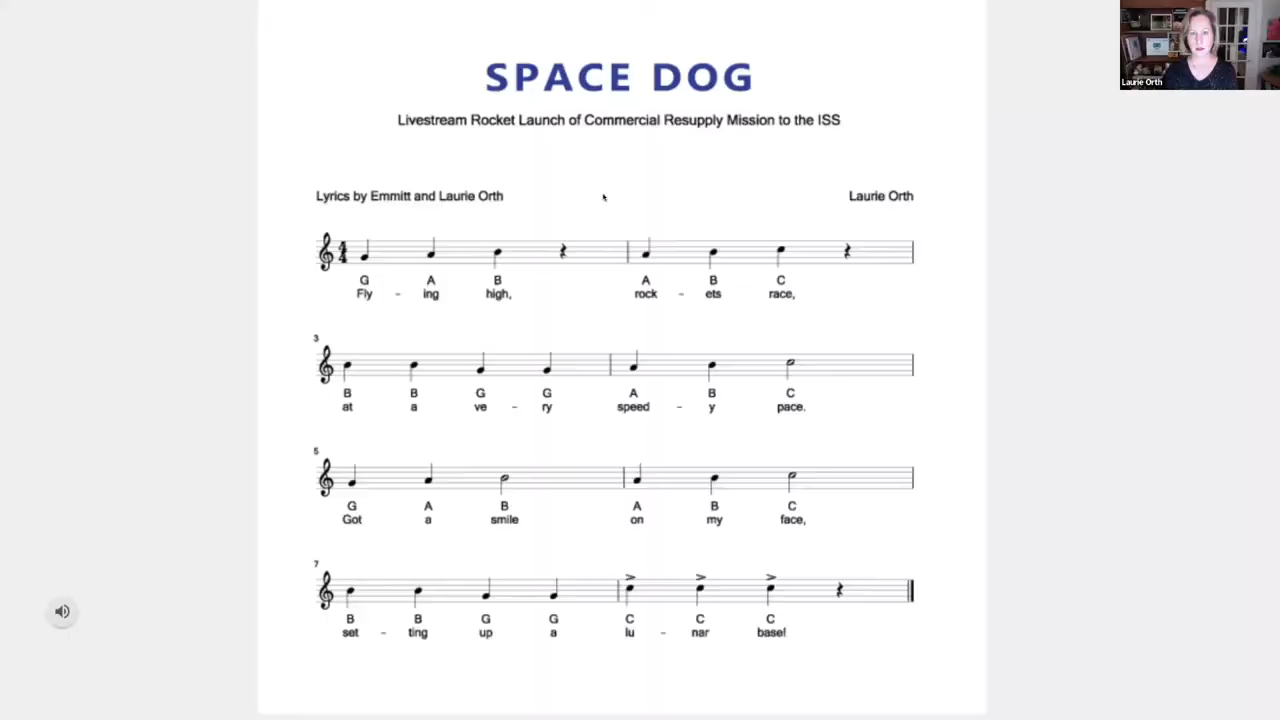 SPACE DOG
Livestream Rocket Launch of Commercial Resupply Mission to the ISS
Laurie Orth
Lyrics by Emmitt and Laurie Orth
Laurie Orth
4
4
G A B A B C
Fly - ing high, rock - ets race,
3
B B G G A B C
at a ve - ry speed - y pace.
5
G A B A B C
Got a smile on my face,
7
B B G G C C C
set - ting up a lu - nar base!